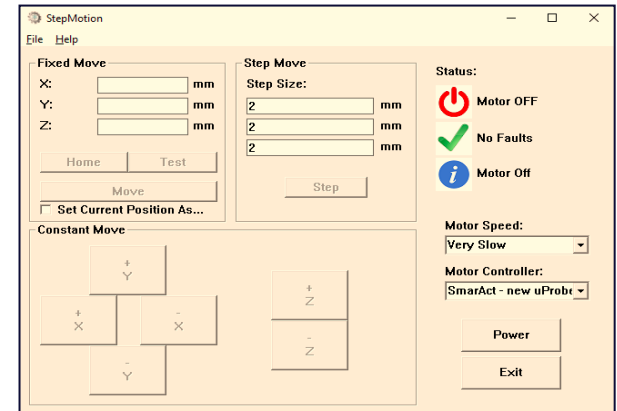 StepMotion
File Help
Fixed Move
X: mm
Y: mm
Z: mm
Home Test
Move
Set Current Position As...
Step Move
Step Size:
2 mm
2 mm
2 mm
Step
Status:
Motor OFF
No Faults
i Motor Off
Constant Move
+
Y
+
X
-
X
-
Y
+
Z
-
Z
Motor Speed:
Very Slow
Motor Controller:
SmarAct - new uProbe
Power
Exit